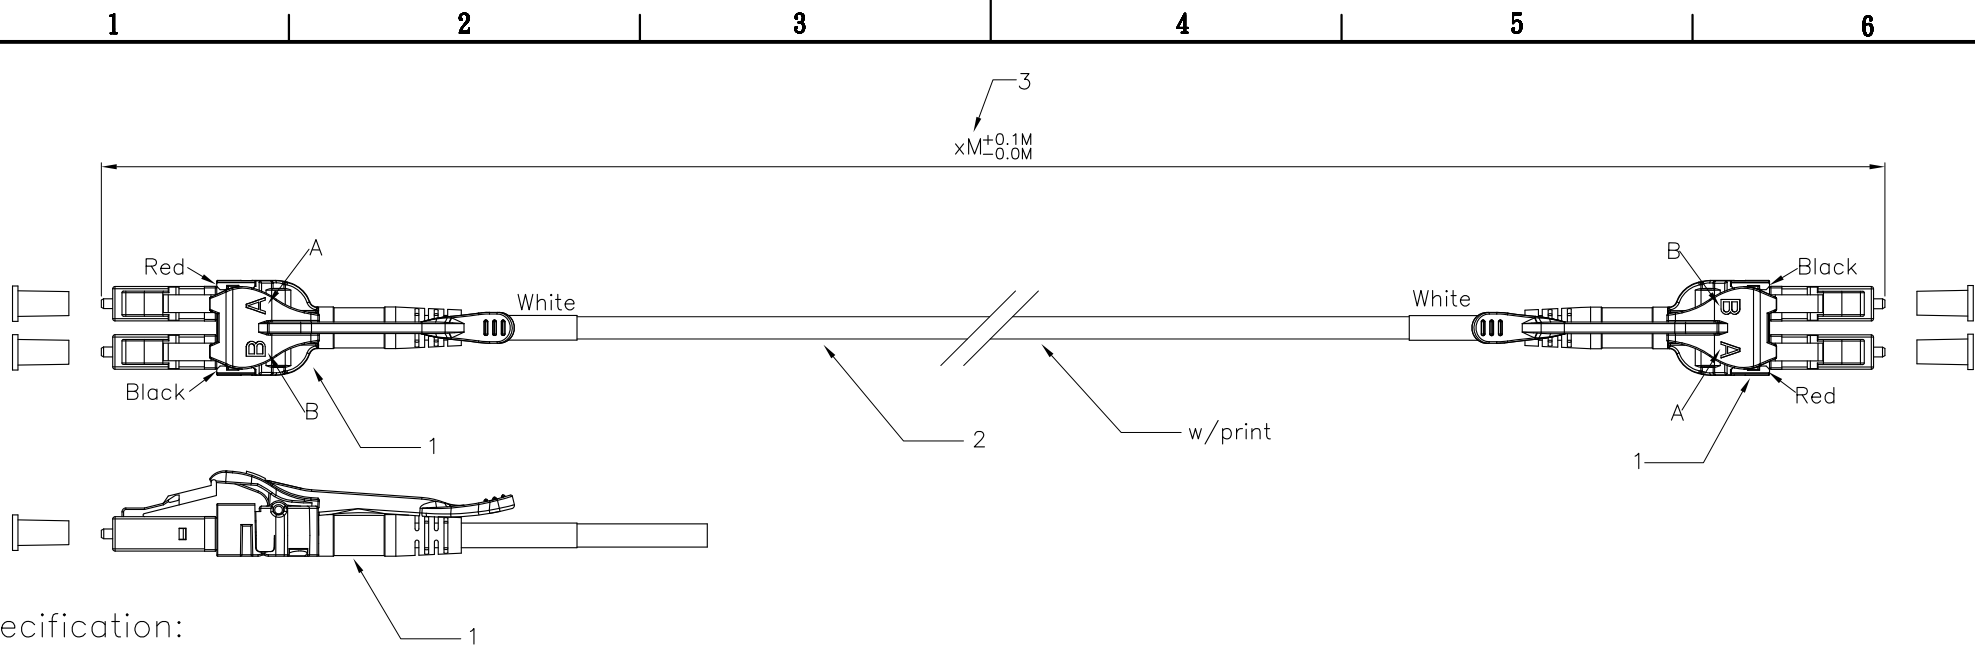 1 2 3 4 5 6
3
xM+0.1M
-0.0M
A
B
Red
Black
White
White
A
B
B
A
Black
B
Black
A
Red
1
2
w/print
1
ecification:
1